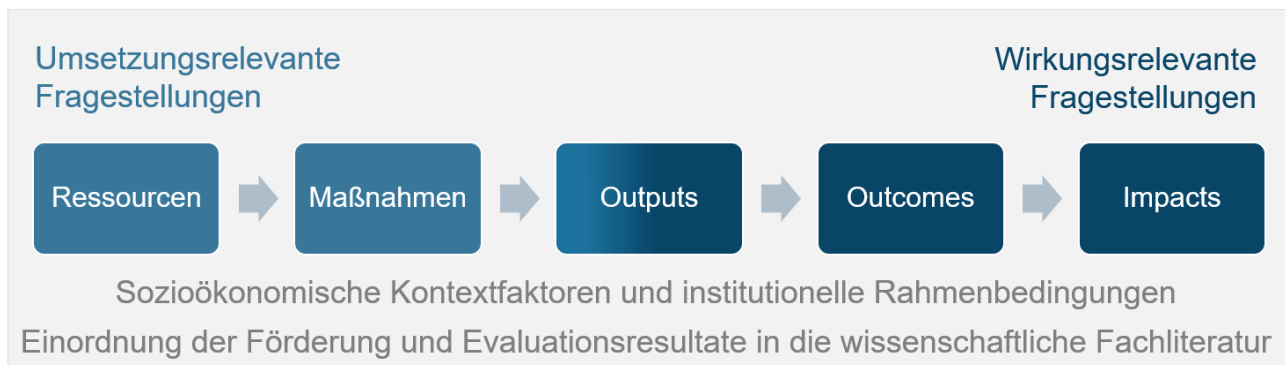 Umsetzungsrelevante
Fragestellungen
Wirkungsrelevante
Fragestellungen
Ressourcen
Maßnahmen
Outputs
Outcomes
Impacts
Sozioökonomische Kontextfaktoren und institutionelle Rahmenbedingungen
Einordnung der Förderung und Evaluationsresultate in die wissenschaftliche Fachliteratur